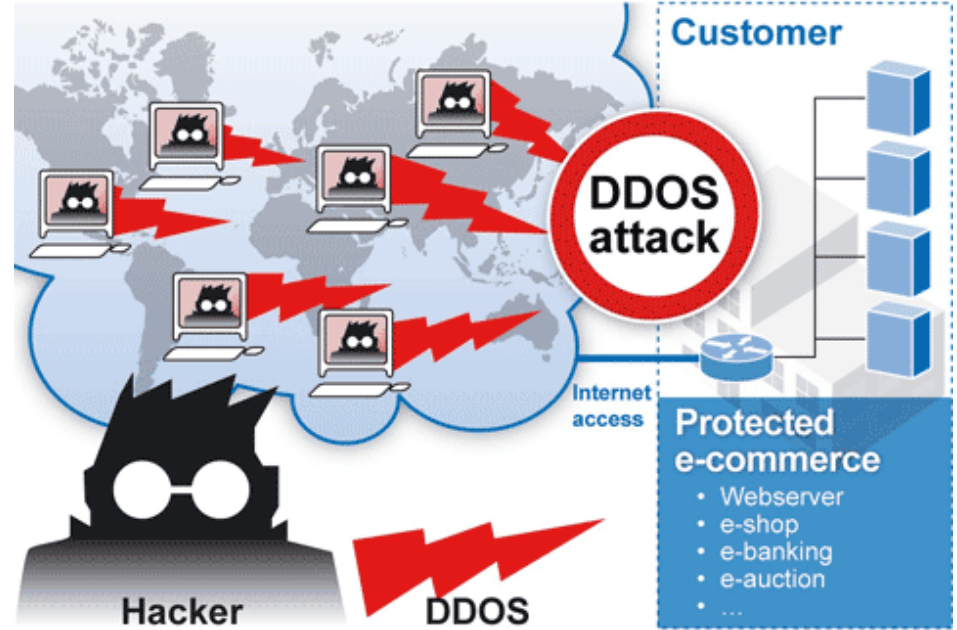 Customer
DDOS
attack
Internet
access
Protected
e-commerce
• Webserver
• e-shop
• e-banking
• e-auction
• ...
Hacker
DDOS